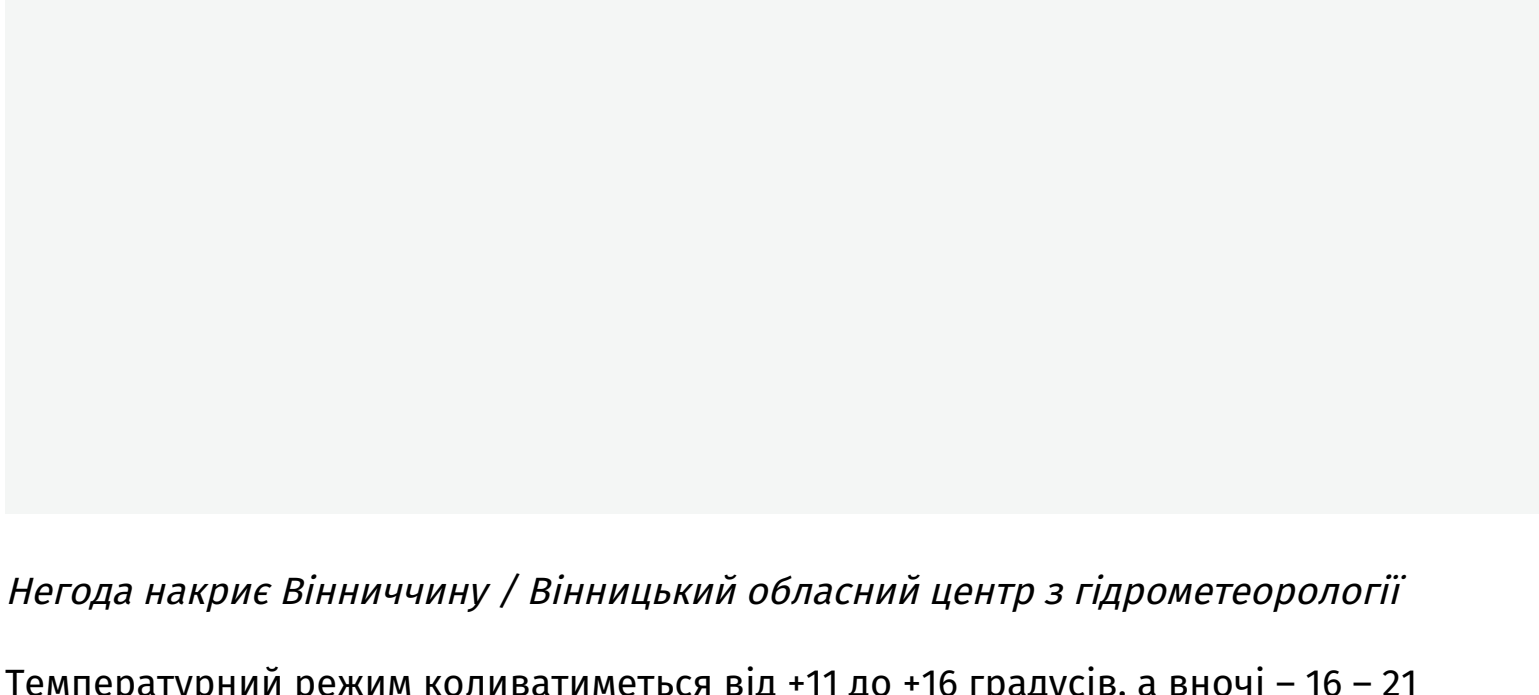 Негода накриє Вінниччину / Вінницький обласний центр з гідрометеорології
Температурний режим коливатиметься від +11 до +16 градусів, а вночі – 16 – 21